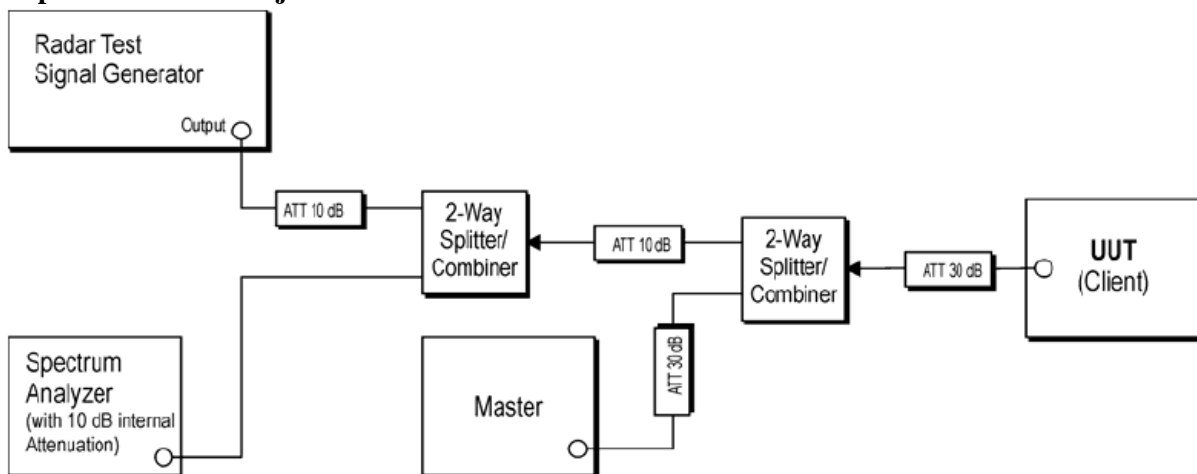 Radar Test
Signal Generator
Output
ATT 10 dB
2-Way
Splitter/
Combiner
ATT 10 dB
2-Way
Splitter/
Combiner
ATT 30 dB
UUT
(Client)
Spectrum
Analyzer
(with 10 dB internal
Attenuation)
Master
ATT 30 dB